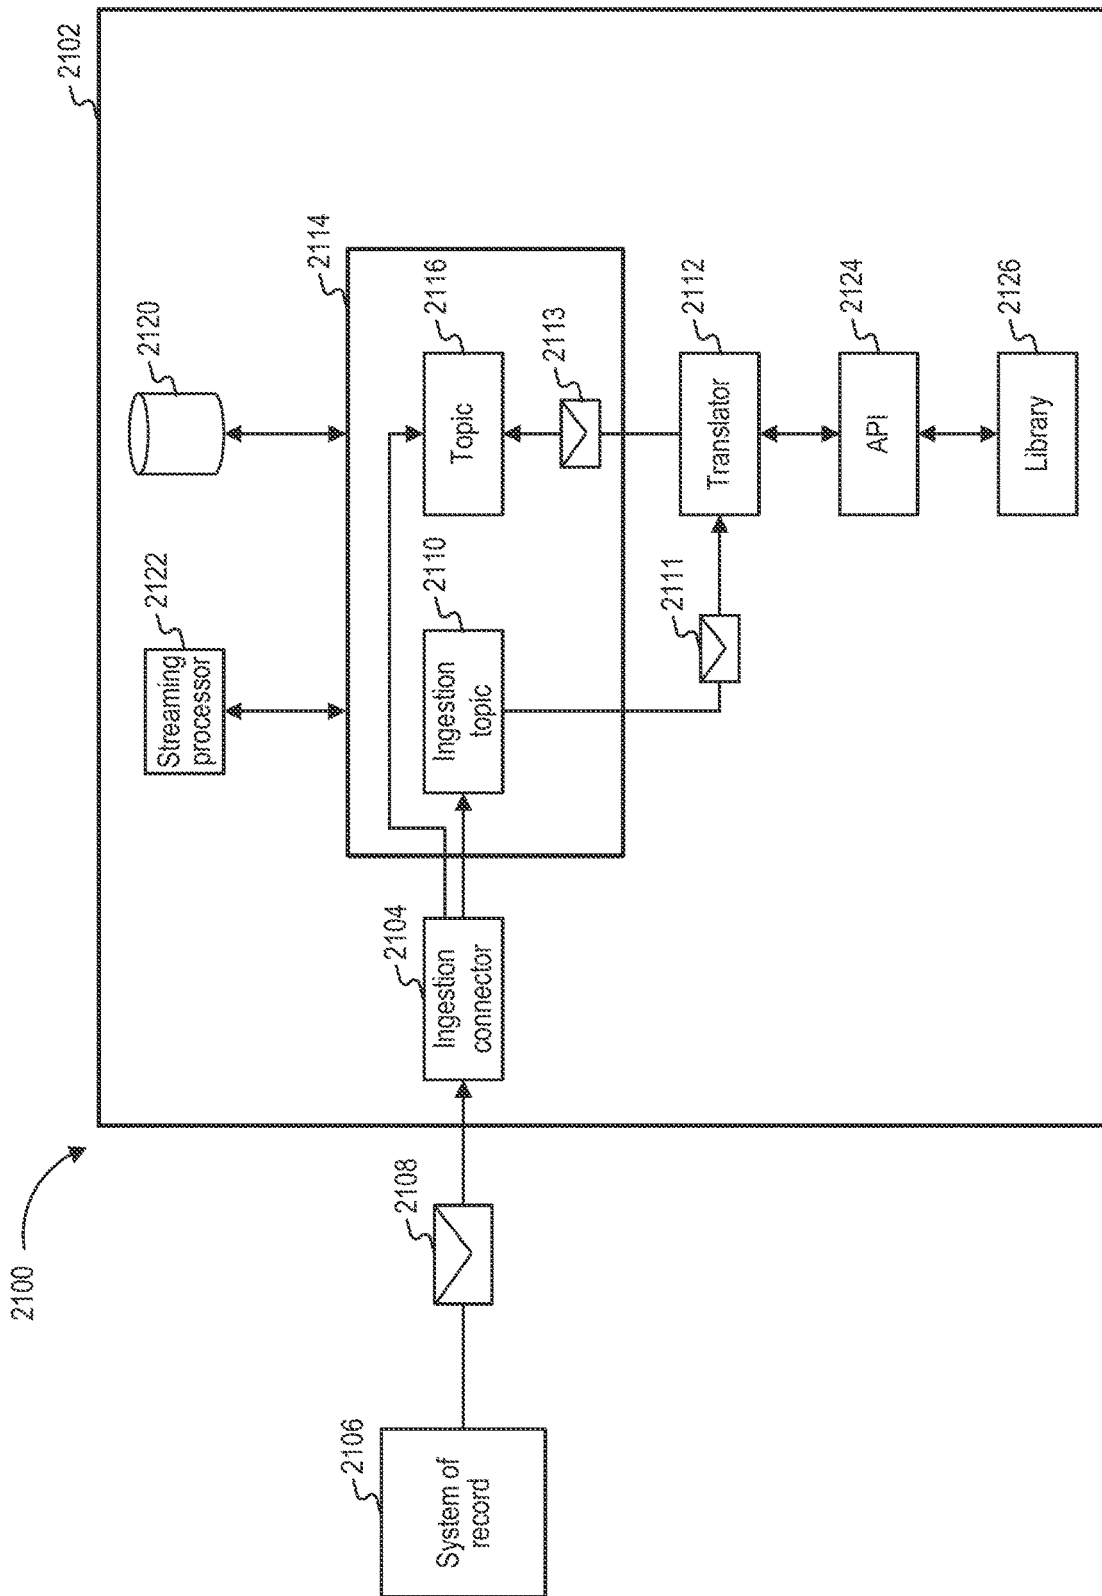 2100
2102
2120
2122
Streaming
processor
2114
2116
Topic
2110
Ingestion
topic
2113
2104
Ingestion
connector
2108
2106
System of
record
2111
2112
Translator
2124
API
2126
Library